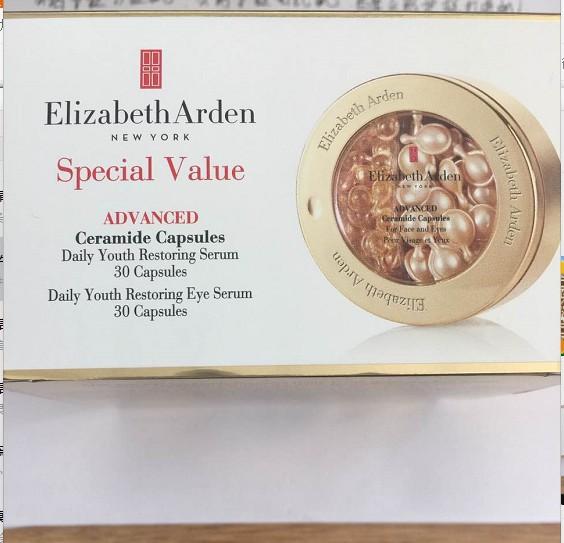 Elizabeth Arden
NEW YORK
Special Value
ADVANCED
Ceramide Capsules
Daily Youth Restoring Serum
30 Capsules
Daily Youth Restoring Eye Serum
30 Capsules
Elizabeth Arden
Elizabeth Arden
Elizabeth Arden
Elizabeth Arden
Elizabeth Arden
NEW YORK
ADVANCED
Ceramide Capsules
For Face and Eyes
Pour Visage et Yeux